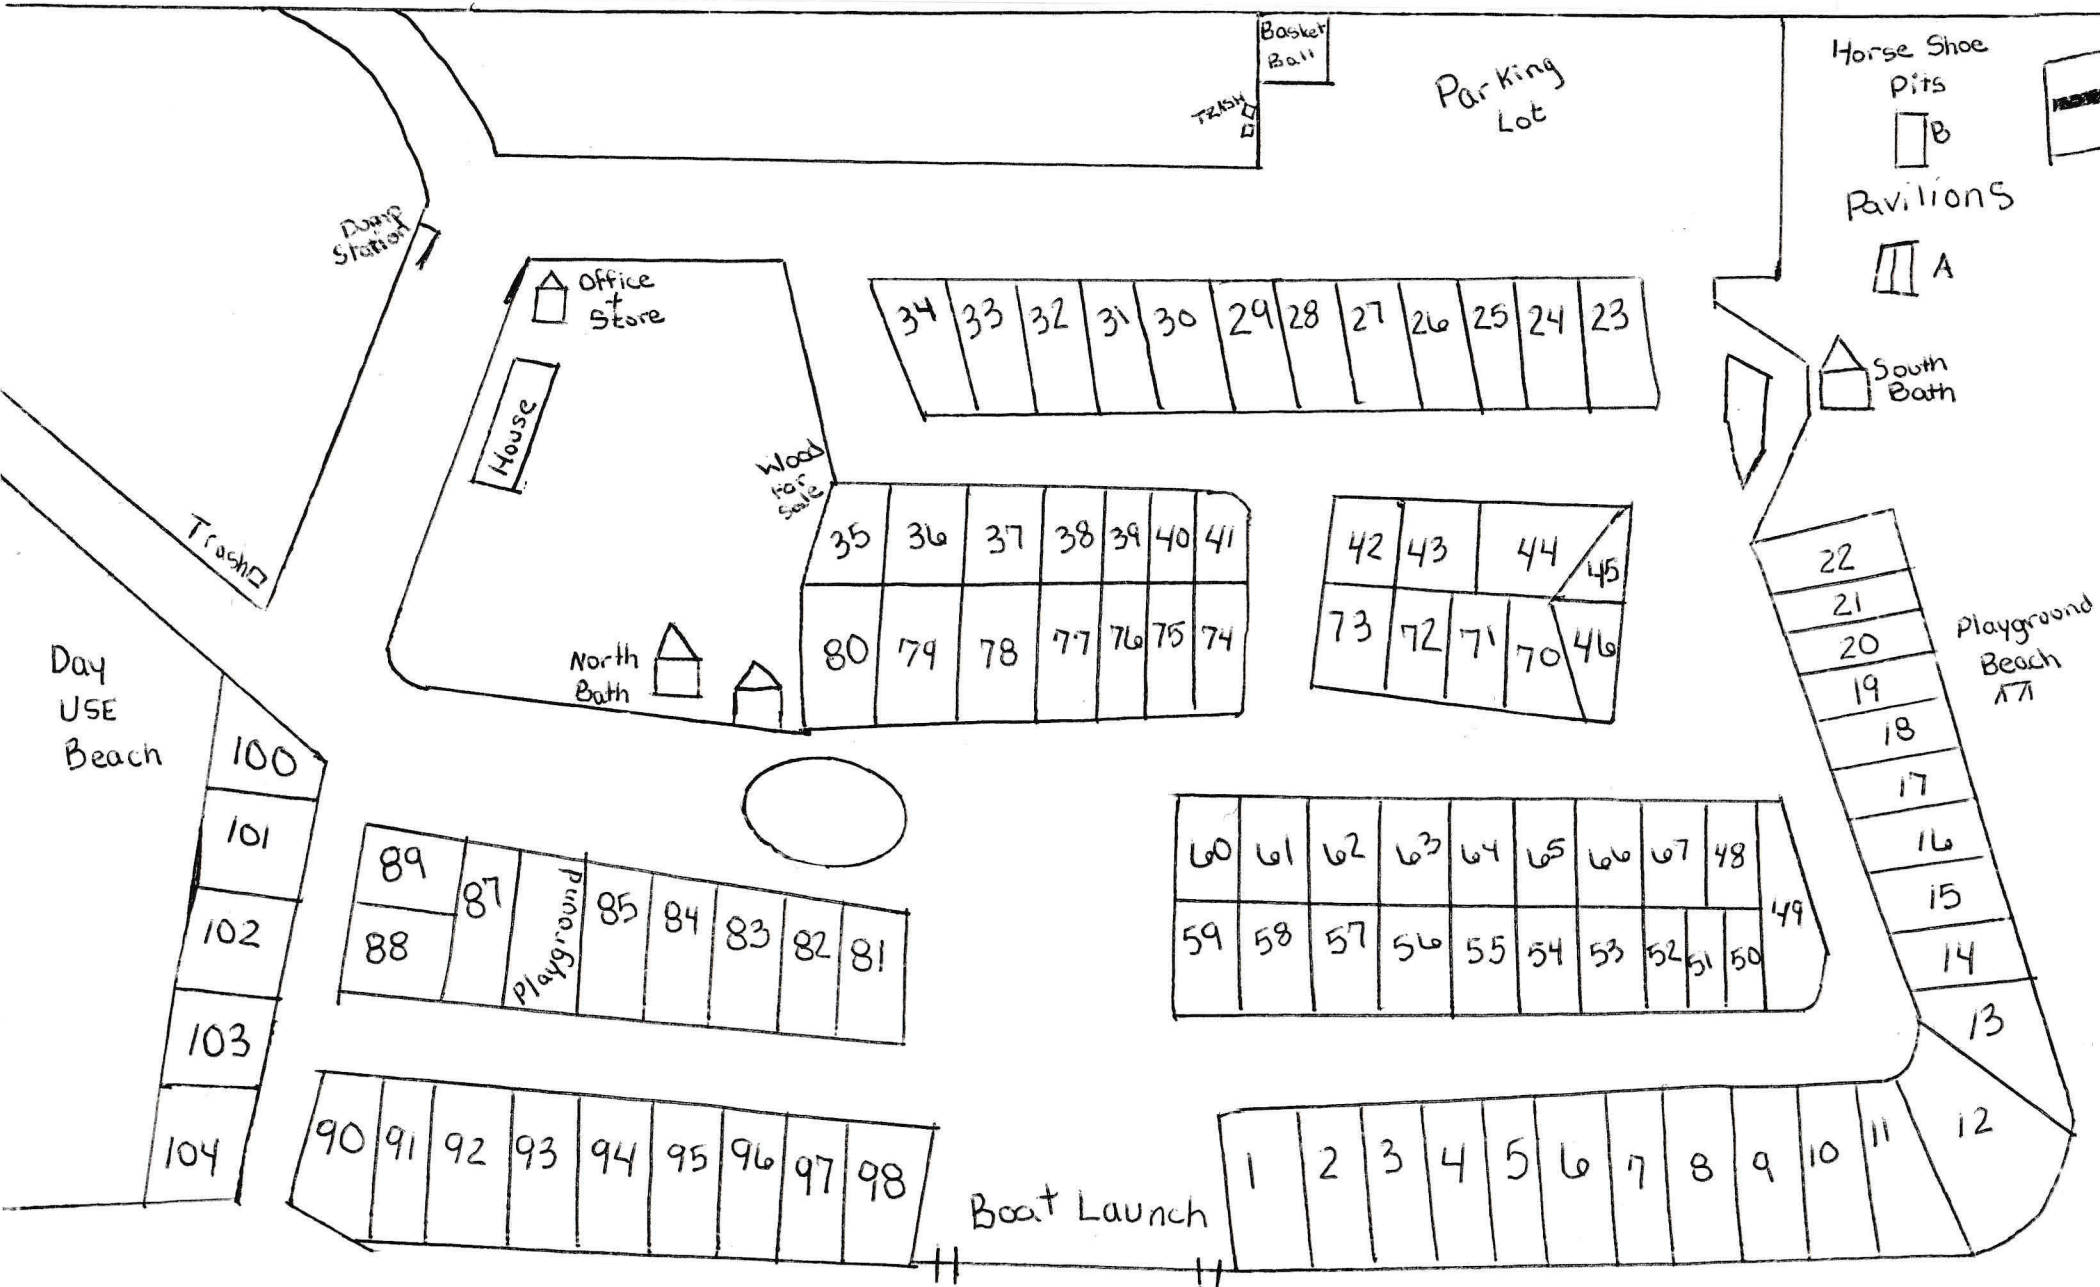 Basket
Ball
Parking
Lot
TRASH
Horse Shoe
Pits
B
Pavilions
A
Dump
Station
Office
+
Store
House
34 33 32 31 30 29 28 27 26 25 24 23
South
Bath
Wood
For
Sale
35 36 37 38 39 40 41
42 43 44 45
80 79 78 77 76 75 74
73 72 71 70 46
22
21
20
19
18
17
16
15
14
13
12
Playground
Beach
Trash
North
Bath
Day
USE
Beach
100
101
102
103
104
89 87 Playground 85 84 83 82 81
88
60 61 62 63 64 65 66 67 48
49
59 58 57 56 55 54 53 52 51 50
90 91 92 93 94 95 96 97 98
Boat Launch
1 2 3 4 5 6 7 8 9 10 11